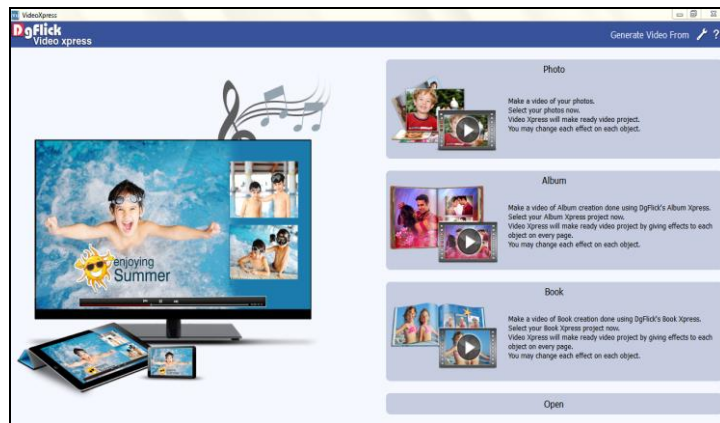 VideoXpress
DgFlick
Video xpress
Generate Video From
?
Photo
Make a video of your photos.
Select your photos now.
Video Xpress will make ready video project.
You may change each effect on each object.
enjoying
Summer
Album
Make a video of Album creation done using DgFlick's Album Xpress.
Select your Album Xpress project now.
Video Xpress will make ready video project by giving effects to each
object on every page.
You may change each effect on each object.
Book
Make a video of Book creation done using DgFlick's Book Xpress.
Select your Book Xpress project now.
Video Xpress will make ready video project by giving effects to each
object on every page.
You may change each effect on each object.
Open